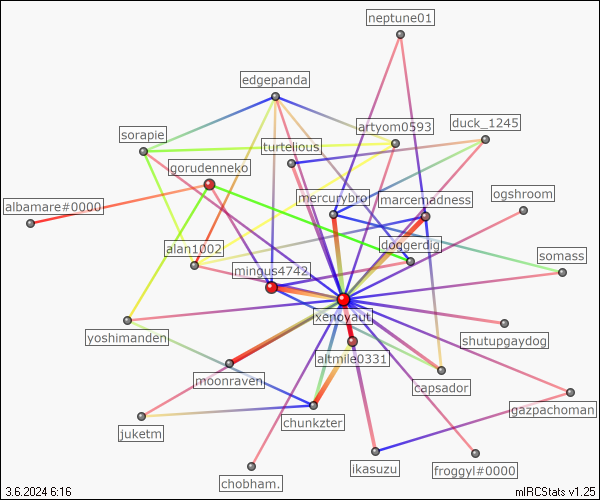 neptune01
edgepanda
sorapie
turtelious
artyom0593
duck_1245
gorudenneko
mercurybro
marcemadness
ogshroom
albamare#0000
alan1002
doggerdig
somass
mingus4742
xenoyaut
yoshimanden
altmile0331
shutupgaydog
moonraven
capsador
gazpachoman
juketm
chunkzter
ikasuzu
froggyl#0000
chobham.
3.6.2024 6:16
mIRCStats v1.25